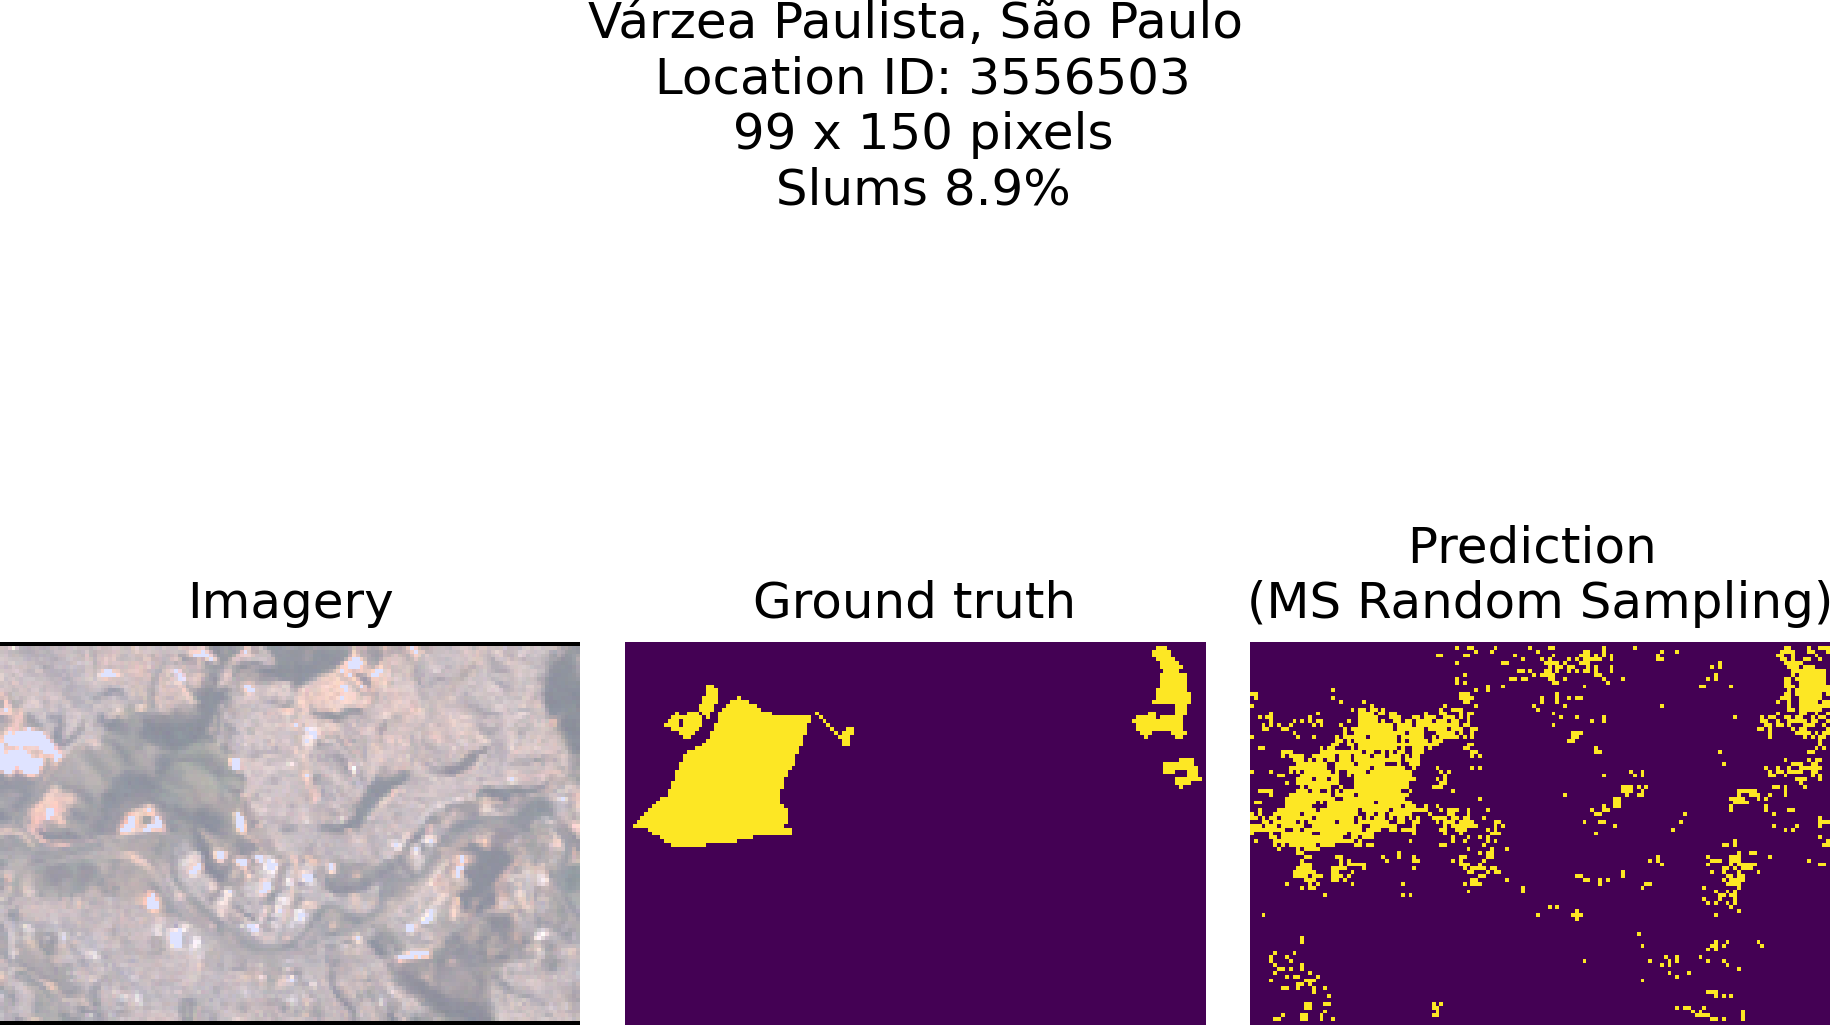 Várzea Paulista, São Paulo
Location ID: 3556503
99 x 150 pixels
Slums 8.9%
Imagery
Ground truth
Prediction
(MS Random Sampling)